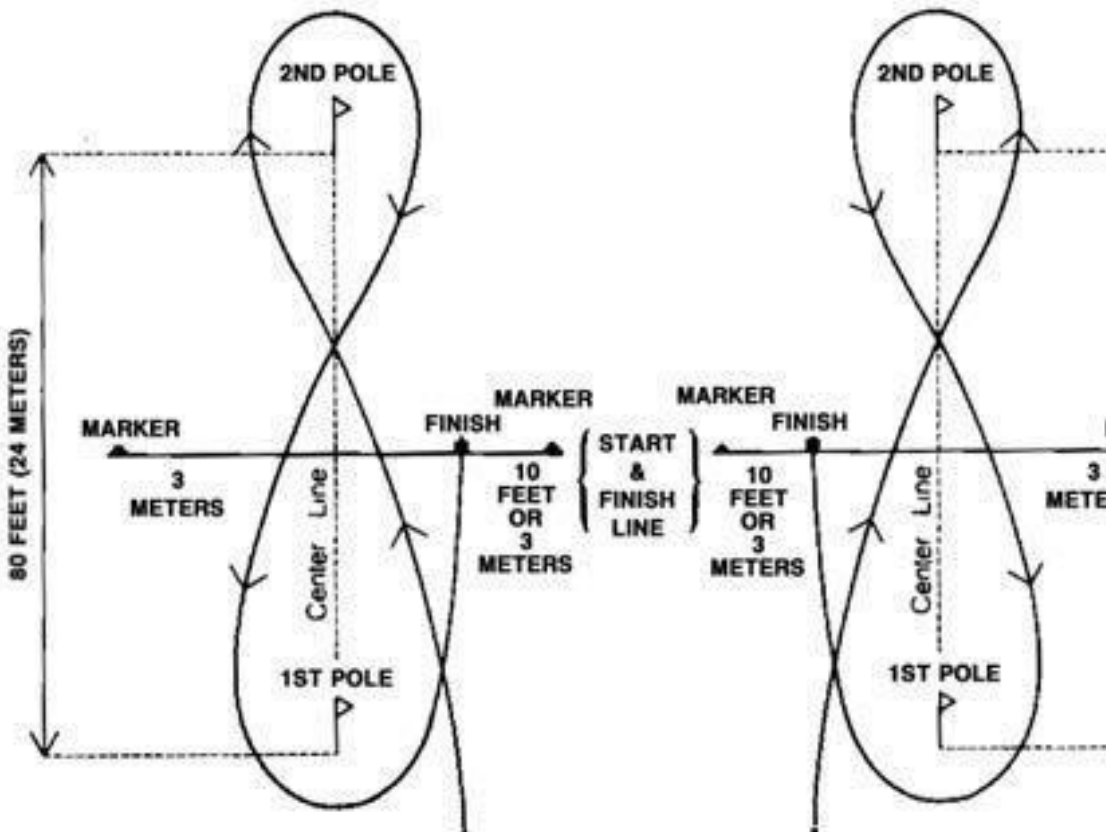 2ND POLE
80 FEET (24 METERS)
MARKER
3
METERS
FINISH
MARKER
10
FEET
OR
3
METERS
Center Line
1ST POLE
START
&
FINISH
LINE
2ND POLE
MARKER
FINISH
10
FEET
OR
3
METERS
Center Line
3
METE
1ST POLE